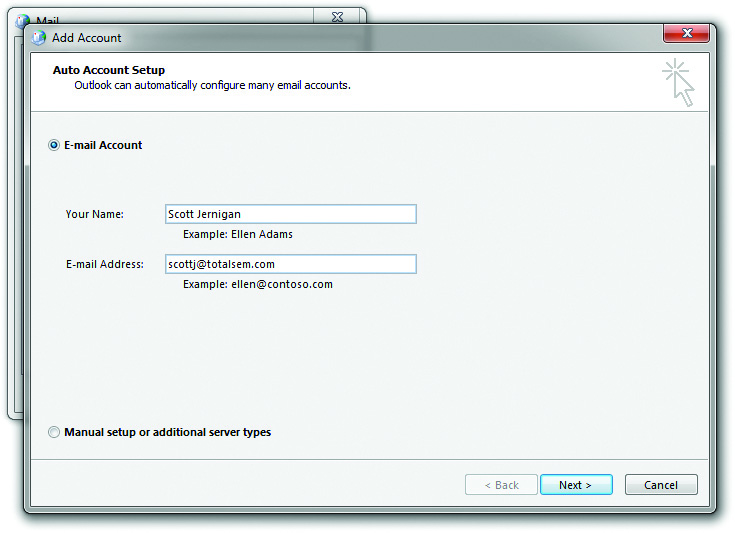 Mail
Add Account
Auto Account Setup
Outlook can automatically configure many email accounts.
E-mail Account
Your Name: Scott Jernigan
Example: Ellen Adams
E-mail Address: scottj@totalsem.com
Example: ellen@contoso.com
Manual setup or additional server types
< Back Next > Cancel